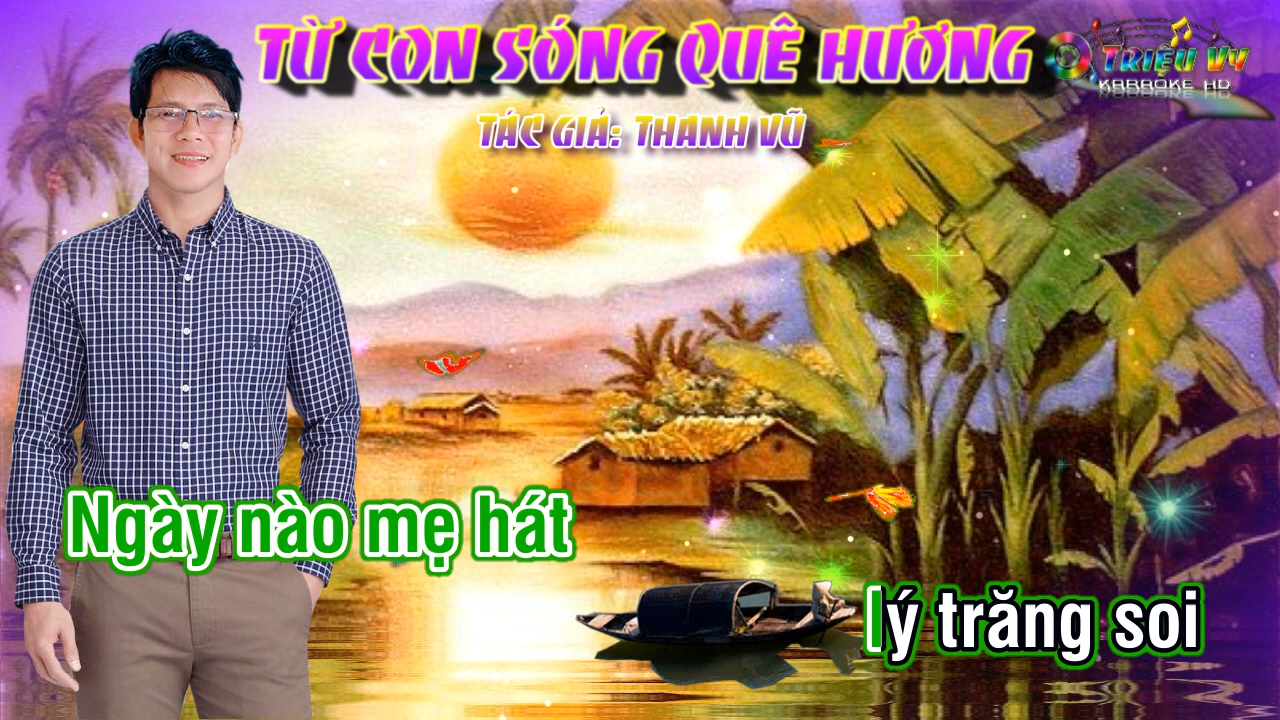 TỪ CON SÓNG QUÊ HƯƠNG
TRIỆU VY
KARAOKE HD
TÁC GIẢ: THANH VŨ
Ngày nào mẹ hát
lý trăng soi